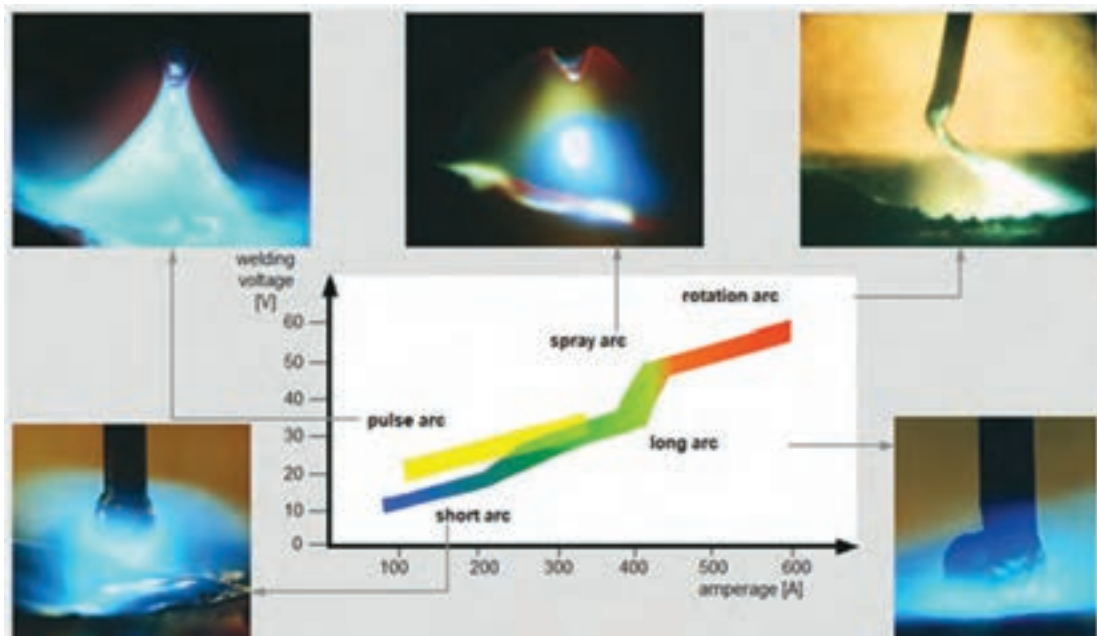 welding
voltage
[V]
60
50
40
30
20
10
0
rotation arc
spray arc
pulse arc
long arc
short arc
100 200 300 400 500 600
amperage [A]